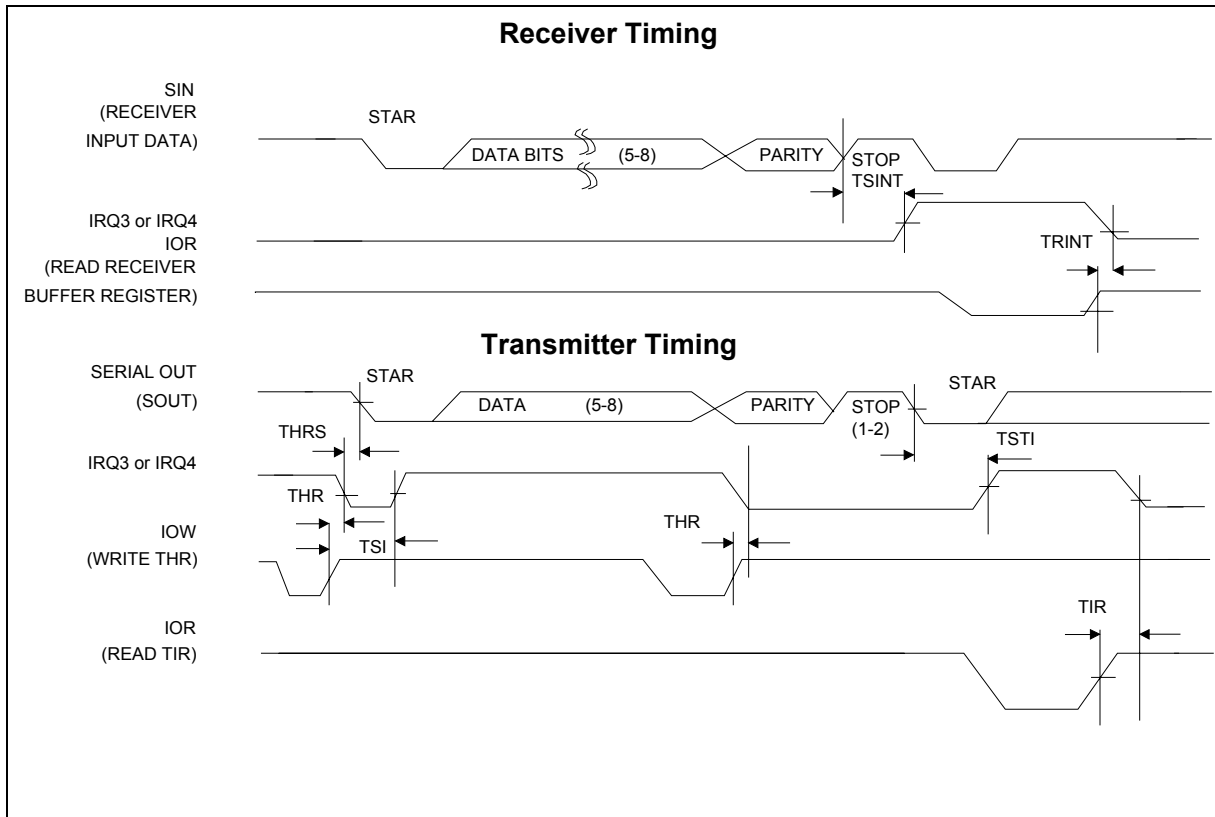 Receiver Timing
SIN
(RECEIVER
INPUT DATA)
STAR
DATA BITS (5-8)
PARITY
STOP
TSINT
IRQ3 or IRQ4
IOR
(READ RECEIVER
BUFFER REGISTER)
TRINT
Transmitter Timing
SERIAL OUT
(SOUT)
STAR
DATA (5-8)
PARITY
STOP
(1-2)
STAR
THRS
TSTI
IRQ3 or IRQ4
THR
THR
IOW
(WRITE THR)
TSI
TIR
IOR
(READ TIR)